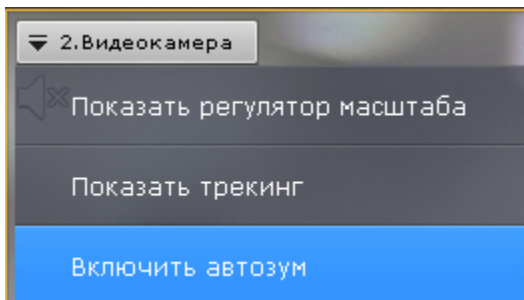 2.Видеокамера
Показать регулятор масштаба
Показать трекинг
Включить автозум